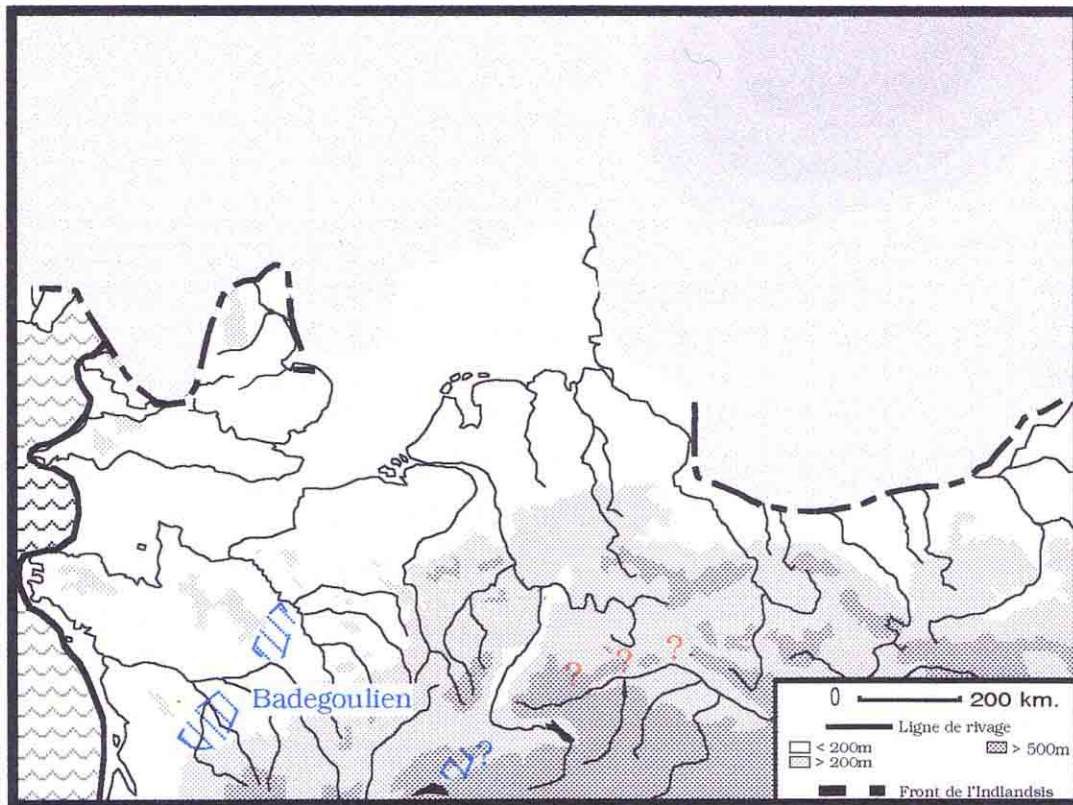 ? ? ?
Badegoulien
?
0 200 km.
Ligne de rivage
< 200m > 500m
> 200m
Front de l'Indlandsis